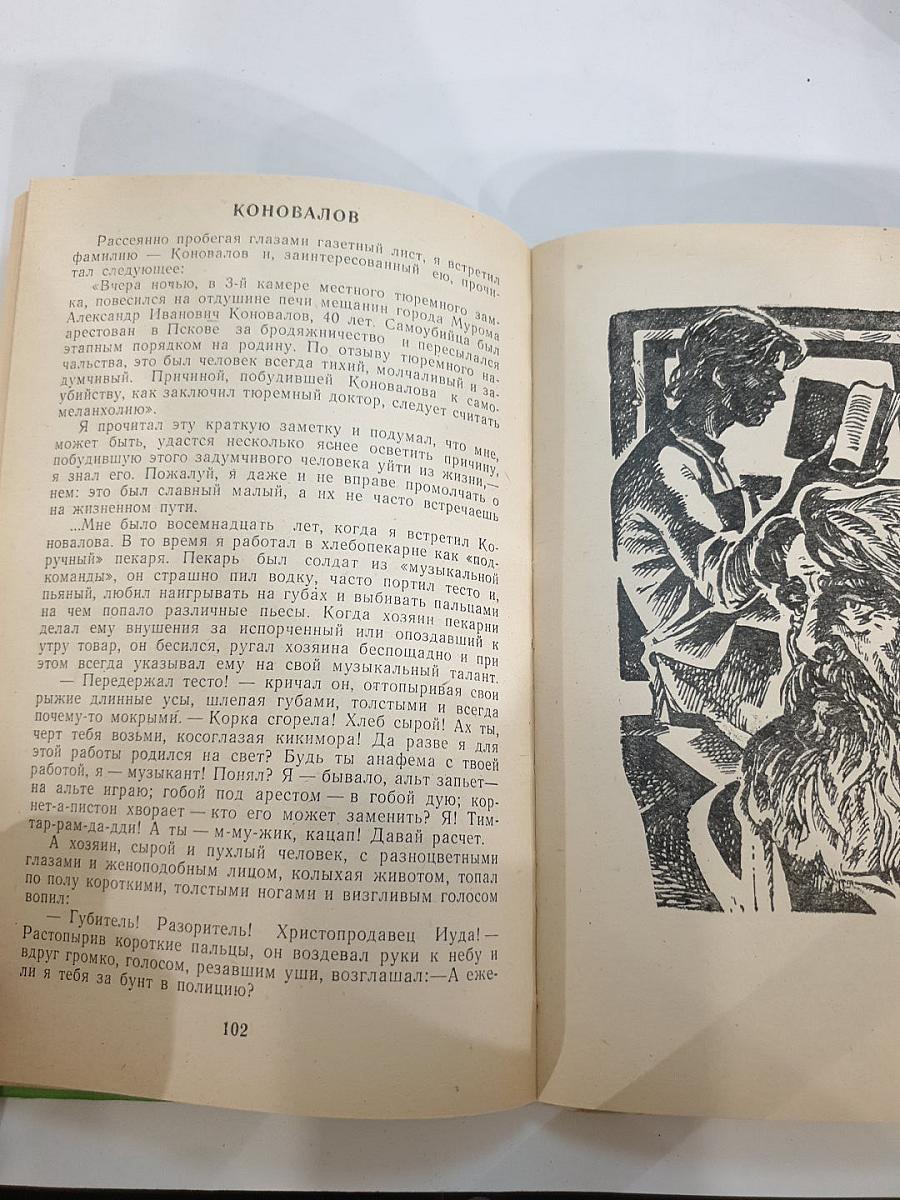 КОНОВАЛОВ
Рассеянно пробегая глазами газетный лист, я встретил
фамилию — Коновалов и, заинтересованный ею, прочи-
тал следующее:
«Вчера ночью, в 3-й камере местного тюремного зам-
ка, повесился на отдушине печи мещанин города Мурома
Александр Иванович Коновалов, 40 лет. Самоубийца был
арестован в Пскове за бродяжничество и пересылался
этапным порядком на родину. По отзыву тюремного на-
чальства, это был человек всегда тихий, молчаливый и за-
думчивый. Причиной, побудившей Коновалова к само-
убийству, как заключил тюремный доктор, следует считать
меланхолию».
Я прочитал эту краткую заметку и подумал, что мне,
может быть, удастся несколько яснее осветить причину,
побудившую этого задумчивого человека уйти из жизни,—
я знал его. Пожалуй, я даже и не вправе промолчать о
нем: это был славный малый, а их не часто встречаешь
на жизненном пути.
...Мне было восемнадцать лет, когда я встретил Ко-
новалова. В то время я работал в хлебопекарне как «под-
ручный» пекаря. Пекарь был солдат из «музыкальной
команды», он страшно пил водку, часто портил тесто и,
пьяный, любил наигрывать на губах и выбивать пальцами
на чем попало различные пьесы. Когда хозяин пекарни
делал ему внушения за испорченный или опоздавший к
утру товар, он бесился, ругал хозяина беспощадно и при
этом всегда указывал ему на свой музыкальный талант.
— Передержал тесто! — кричал он, оттопыривая свои
рыжие длинные усы, шлепая губами, толстыми и всегда
почему-то мокрыми. — Корка сгорела! Хлеб сырой! Ах ты,
черт тебя возьми, косоглазая кикимора! Да разве я для
этой работы родился на свет? Будь ты анафема с твоей
работой, я — музыкант! Понял? Я — бывало, альт запьет—
на альте играю; гобой под арестом — в гобой дую; кор-
нет-а-пистон хворает — кто его может заменить? Я! Тим-
тар-рам-да-дди! А ты — м-му-жик, кацап! Давай расчет.
А хозяин, сырой и пухлый человек, с разноцветными
глазами и женоподобным лицом, колыхая животом, топал
по полу короткими, толстыми ногами и визгливым голосом
вопил:
— Губитель! Разоритель! Христопродавец Иуда!—
Растопырив короткие пальцы, он воздевал руки к небу и
вдруг громко, голосом, резавшим уши, возглашал:—А еже-
ли я тебя за бунт в полицию?
102